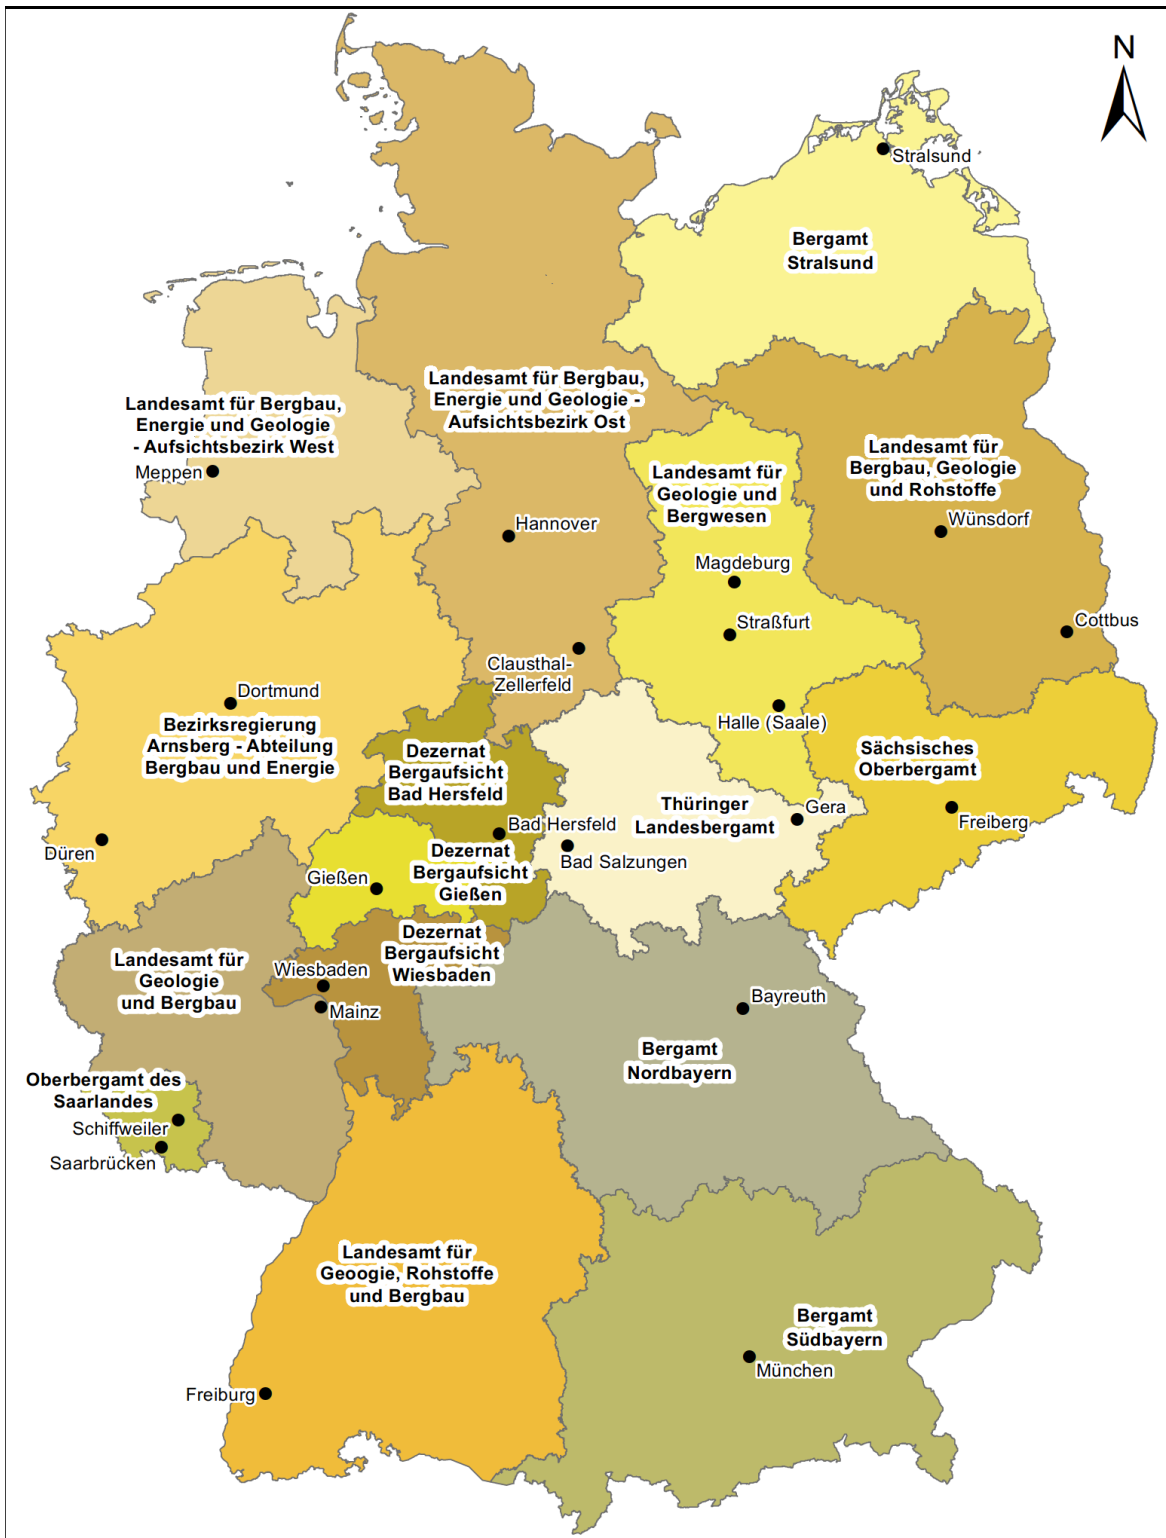 N
Stralsund
Bergamt
Stralsund
Landesamt für Bergbau,
Energie und Geologie -
Aufsichtsbezirk Ost
Landesamt für Bergbau,
Energie und Geologie
- Aufsichtsbezirk West
Meppen
Landesamt für
Bergbau, Geologie
und Rohstoffe
Landesamt für
Geologie und
Bergwesen
Hannover
Wünsdorf
Magdeburg
Straßfurt
Cottbus
Clausthal-
Zellerfeld
Dortmund
Bezirksregierung
Arnsberg - Abteilung
Bergbau und Energie
Halle (Saale)
Dezernat
Bergaufsicht
Bad Hersfeld
Sächsisches
Oberbergamt
Thüringer
Landesbergamt
Gera
Freiberg
Bad Hersfeld
Düren
Dezernat
Bergaufsicht
Gießen
Bad Salzungen
Gießen
Dezernat
Bergaufsicht
Wiesbaden
Landesamt für
Geologie
und Bergbau
Wiesbaden
Mainz
Bayreuth
Bergamt
Nordbayern
Oberbergamt des
Saarlandes
Schiffweiler
Saarbrücken
Landesamt für
Geoogie, Rohstoffe
und Bergbau
Bergamt
Südbayern
München
Freiburg